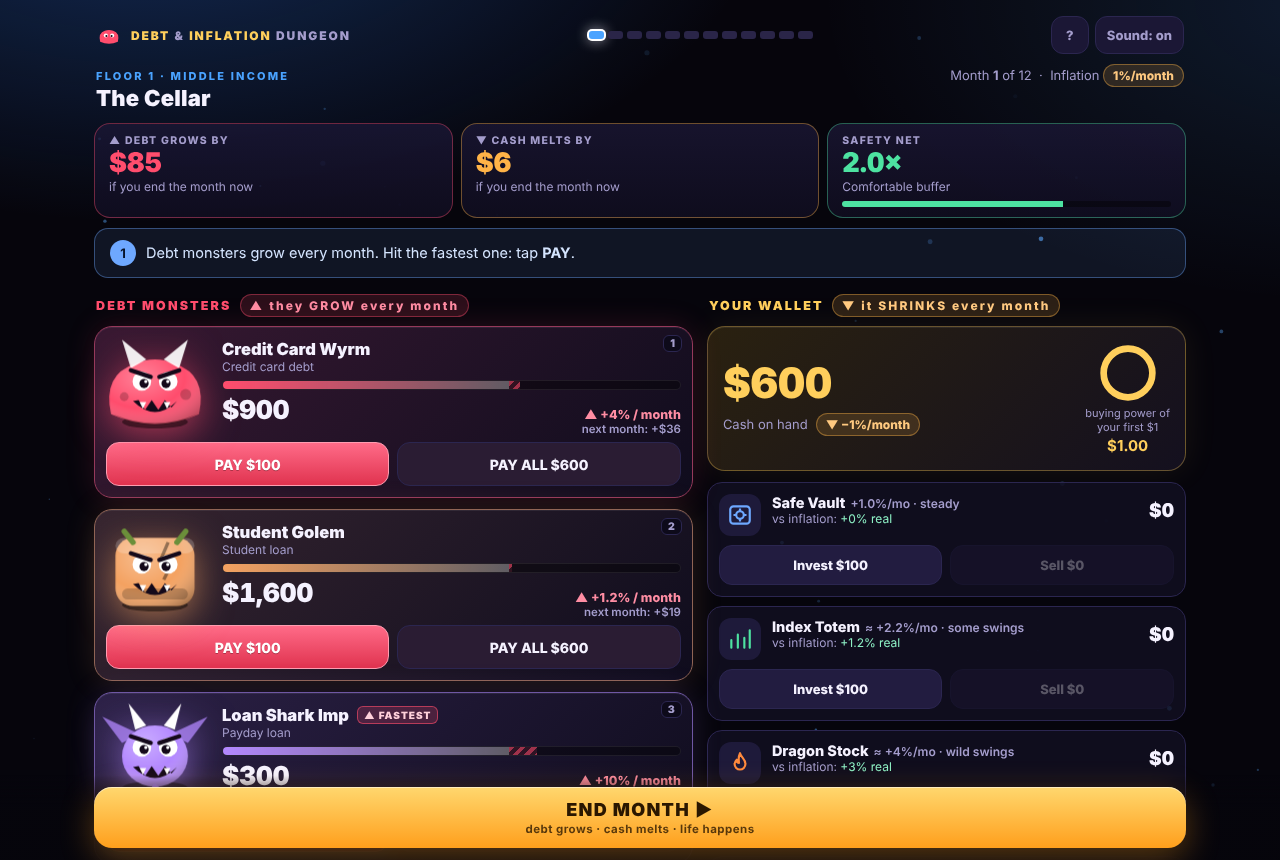 DEBT & INFLATION DUNGEON
?
Sound: on
FLOOR 1 · MIDDLE INCOME
The Cellar
Month 1 of 12 · Inflation 1%/month
▲ DEBT GROWS BY
$85
if you end the month now
▼ CASH MELTS BY
$6
if you end the month now
SAFETY NET
2.0×
Comfortable buffer
1 Debt monsters grow every month. Hit the fastest one: tap PAY.
DEBT MONSTERS ▲ they GROW every month
Credit Card Wyrm
1
Credit card debt
$900
▲ +4% / month
next month: +$36
PAY $100
PAY ALL $600
Student Golem
2
Student loan
$1,600
▲ +1.2% / month
next month: +$19
PAY $100
PAY ALL $600
Loan Shark Imp ▲ FASTEST
3
Payday loan
$300
▲ +10% / month
YOUR WALLET ▼ it SHRINKS every month
$600
Cash on hand ▼ −1%/month
buying power of
your first $1
$1.00
Safe Vault +1.0%/mo · steady
vs inflation: +0% real
$0
Invest $100
Sell $0
Index Totem ≈ +2.2%/mo · some swings
vs inflation: +1.2% real
$0
Invest $100
Sell $0
Dragon Stock ≈ +4%/mo · wild swings
vs inflation: +3% real
$0
END MONTH ▶
debt grows · cash melts · life happens